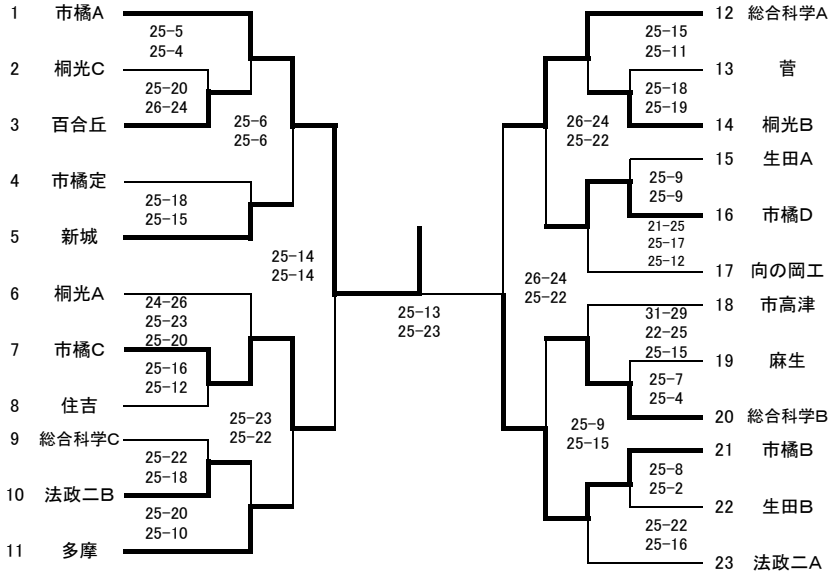 1 市橘A
25-5
25-4
2 桐光C
25-20
26-24
3 百合丘
25-6
25-6
4 市橘定
25-18
25-15
5 新城
25-14
25-14
6 桐光A
24-26
25-23
25-20
7 市橘C
25-16
25-12
8 住吉
25-23
25-22
9 総合科学C
25-22
25-18
10 法政二B
25-20
25-10
11 多摩
25-13
25-23
12 総合科学A
25-15
25-11
13 菅
25-18
25-19
14 桐光B
26-24
25-22
15 生田A
25-9
25-9
16 市橘D
21-25
25-17
25-12
17 向の岡工
26-24
25-22
18 市高津
31-29
22-25
25-15
19 麻生
25-7
25-4
20 総合科学B
25-9
25-15
21 市橘B
25-8
25-2
22 生田B
25-22
25-16
23 法政二A